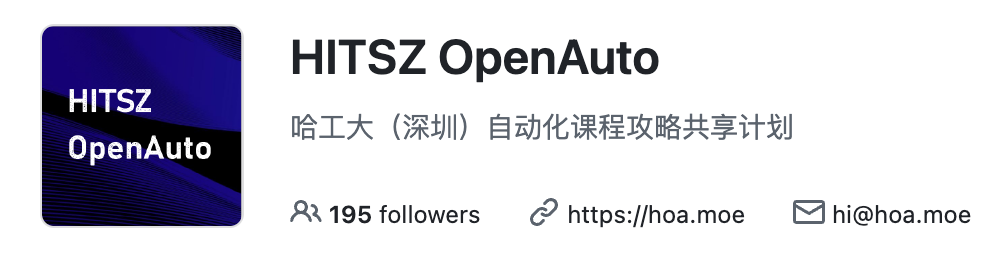 HITSZ
OpenAuto
HITSZ OpenAuto
哈工大（深圳）自动化课程攻略共享计划
195 followers
https://hoa.moe
hi@hoa.moe